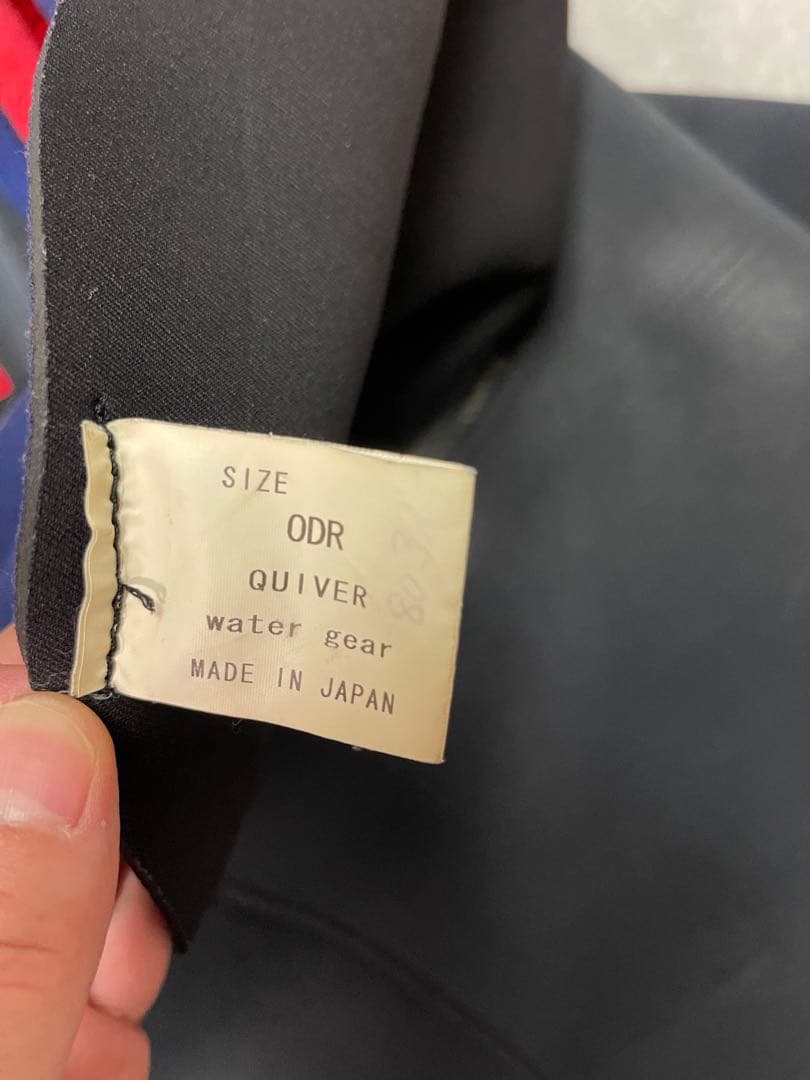 SIZE
ODR
QUIVER
water gear
MADE IN JAPAN